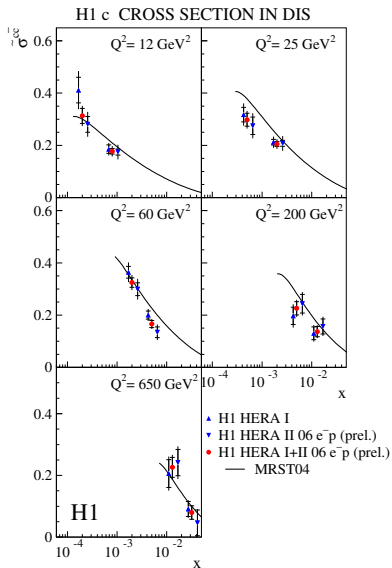 H1 c CROSS SECTION IN DIS
σ̃^cc̄
Q² = 12 GeV²
Q² = 25 GeV²
0.6
0.4
0.2
0
Q² = 60 GeV²
Q² = 200 GeV²
0.6
0.4
0.2
0
Q² = 650 GeV²
10⁻⁴ 10⁻³ 10⁻²
x
0.4
0.2
0
H1 HERA I
H1 HERA II 06 e⁻p (prel.)
H1 HERA I+II 06 e⁻p (prel.)
MRST04
H1
10⁻⁴ 10⁻³ 10⁻²
x